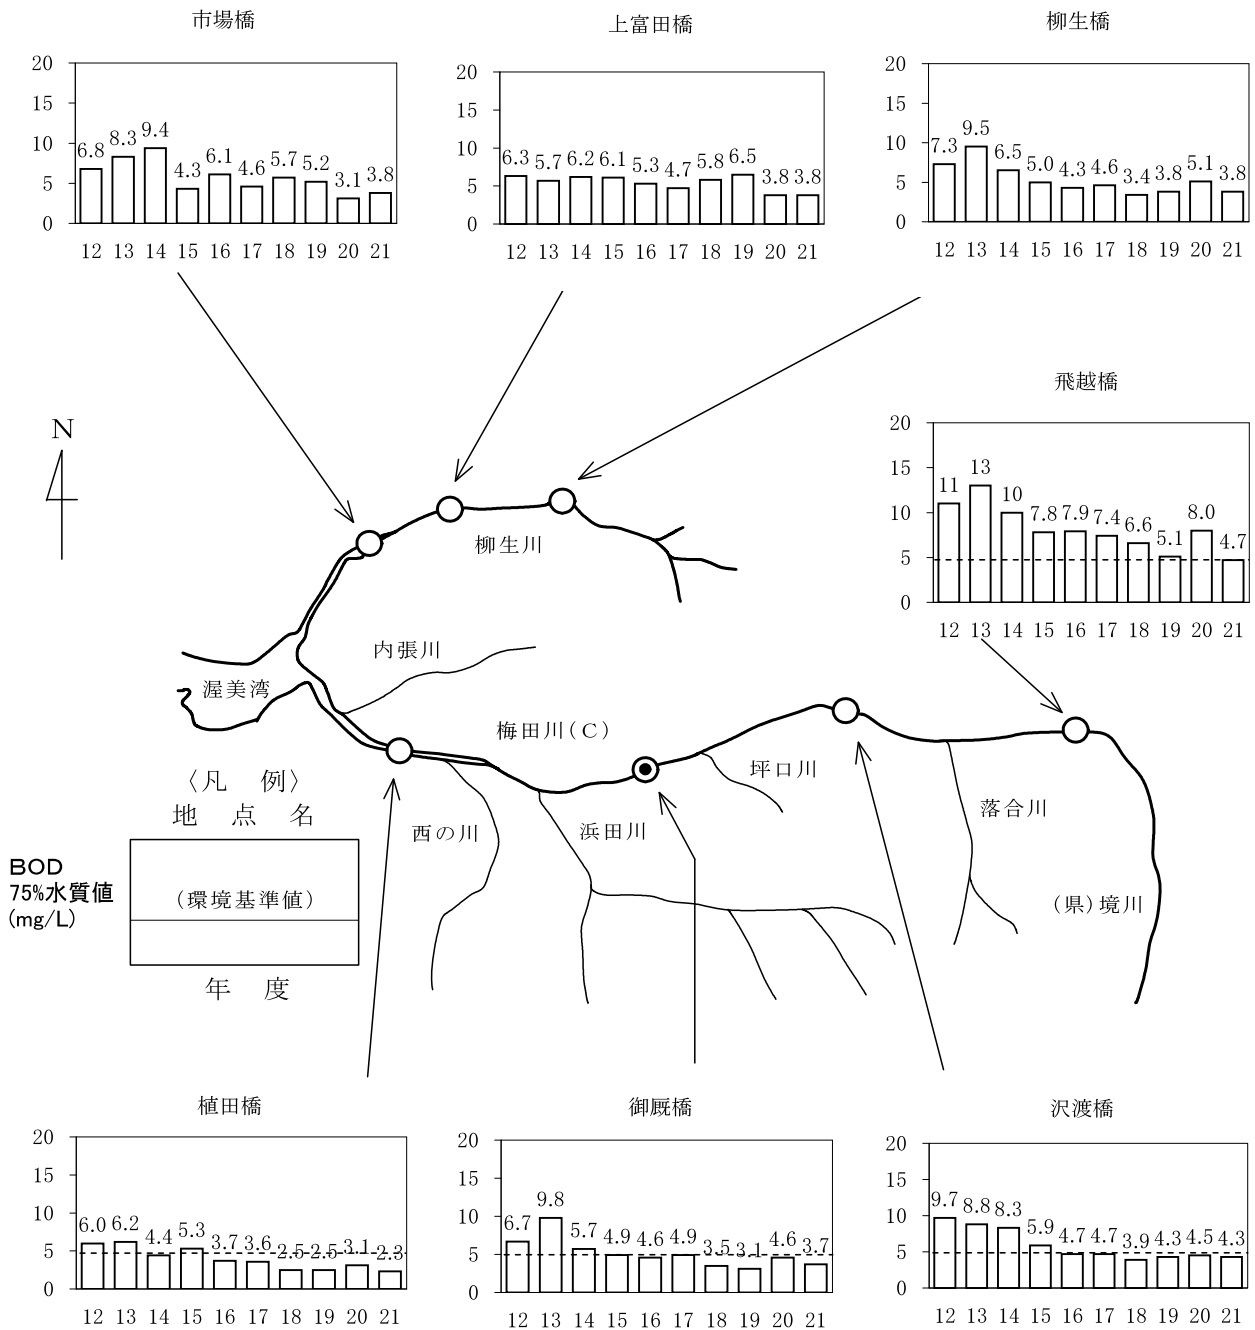 市場橋
20
15
10
5
0
6.8 8.3 9.4 4.3 6.1 4.6 5.7 5.2 3.1 3.8
12 13 14 15 16 17 18 19 20 21
上富田橋
20
15
10
5
0
6.3 5.7 6.2 6.1 5.3 4.7 5.8 6.5 3.8 3.8
12 13 14 15 16 17 18 19 20 21
柳生橋
20
15
10
5
0
7.3 9.5 6.5 5.0 4.3 4.6 3.4 3.8 5.1 3.8
12 13 14 15 16 17 18 19 20 21
飛越橋
20
15
10
5
0
11 13 10 7.8 7.9 7.4 6.6 5.1 8.0 4.7
12 13 14 15 16 17 18 19 20 21
N
柳生川
内張川
渥美湾
梅田川(C)
坪口川
落合川
西の川
浜田川
(県)境川
〈凡 例〉
地 点 名
BOD
75%水質値
(mg/L)
(環境基準値)
年 度
植田橋
20
15
10
5
0
6.0 6.2 4.4 5.3 3.7 3.6 2.5 2.5 3.1 2.3
12 13 14 15 16 17 18 19 20 21
御厩橋
20
15
10
5
0
6.7 9.8 5.7 4.9 4.6 4.9 3.5 3.1 4.6 3.7
12 13 14 15 16 17 18 19 20 21
沢渡橋
20
15
10
5
0
9.7 8.8 8.3 5.9 4.7 4.7 3.9 4.3 4.5 4.3
12 13 14 15 16 17 18 19 20 21